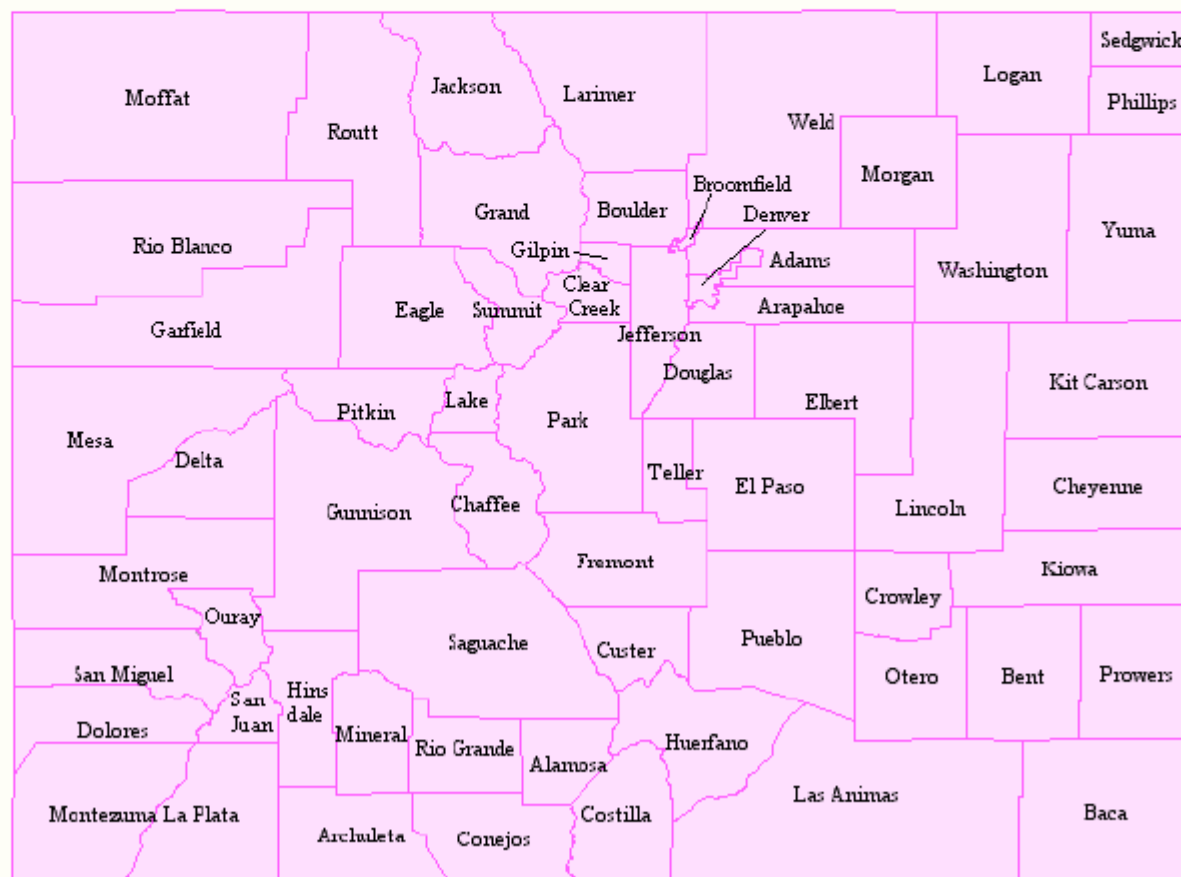 Sedgwick
Logan
Jackson
Larimer
Moffat
Phillips
Weld
Routt
Morgan
Broomfield
Grand
Boulder
Denver
Yuma
Rio Blanco
Gilpin
Adams
Washington
Clear
Creek
Eagle
Summit
Arapahoe
Garfield
Jefferson
Douglas
Kit Carson
Lake
Elbert
Pitkin
Park
Mesa
Delta
Teller
El Paso
Cheyenne
Chaffee
Lincoln
Gunnison
Fremont
Kiowa
Montrose
Crowley
Ouray
Saguache
Custer
Pueblo
San Miguel
Otero
Bent
Prowers
Hins
dale
San
Juan
Dolores
Mineral
Rio Grande
Huerfano
Alamosa
Las Animas
Montezuma
La Plata
Costilla
Baca
Archuleta
Conejos